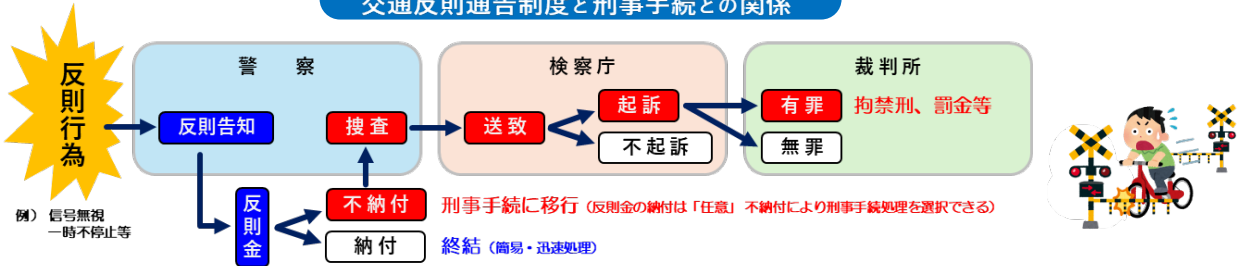 交通反則通告制度と刑事手続との関係
反則行為
例） 信号無視
一時不停止等
警 察
反則告知
捜査
反則金
不納付
納付
刑事手続に移行（反則金の納付は「任意」 不納付により刑事手続処理を選択できる）
終結（簡易・迅速処理）
検察庁
送致
起訴
不起訴
裁判所
有罪
無罪
拘禁刑、罰金等